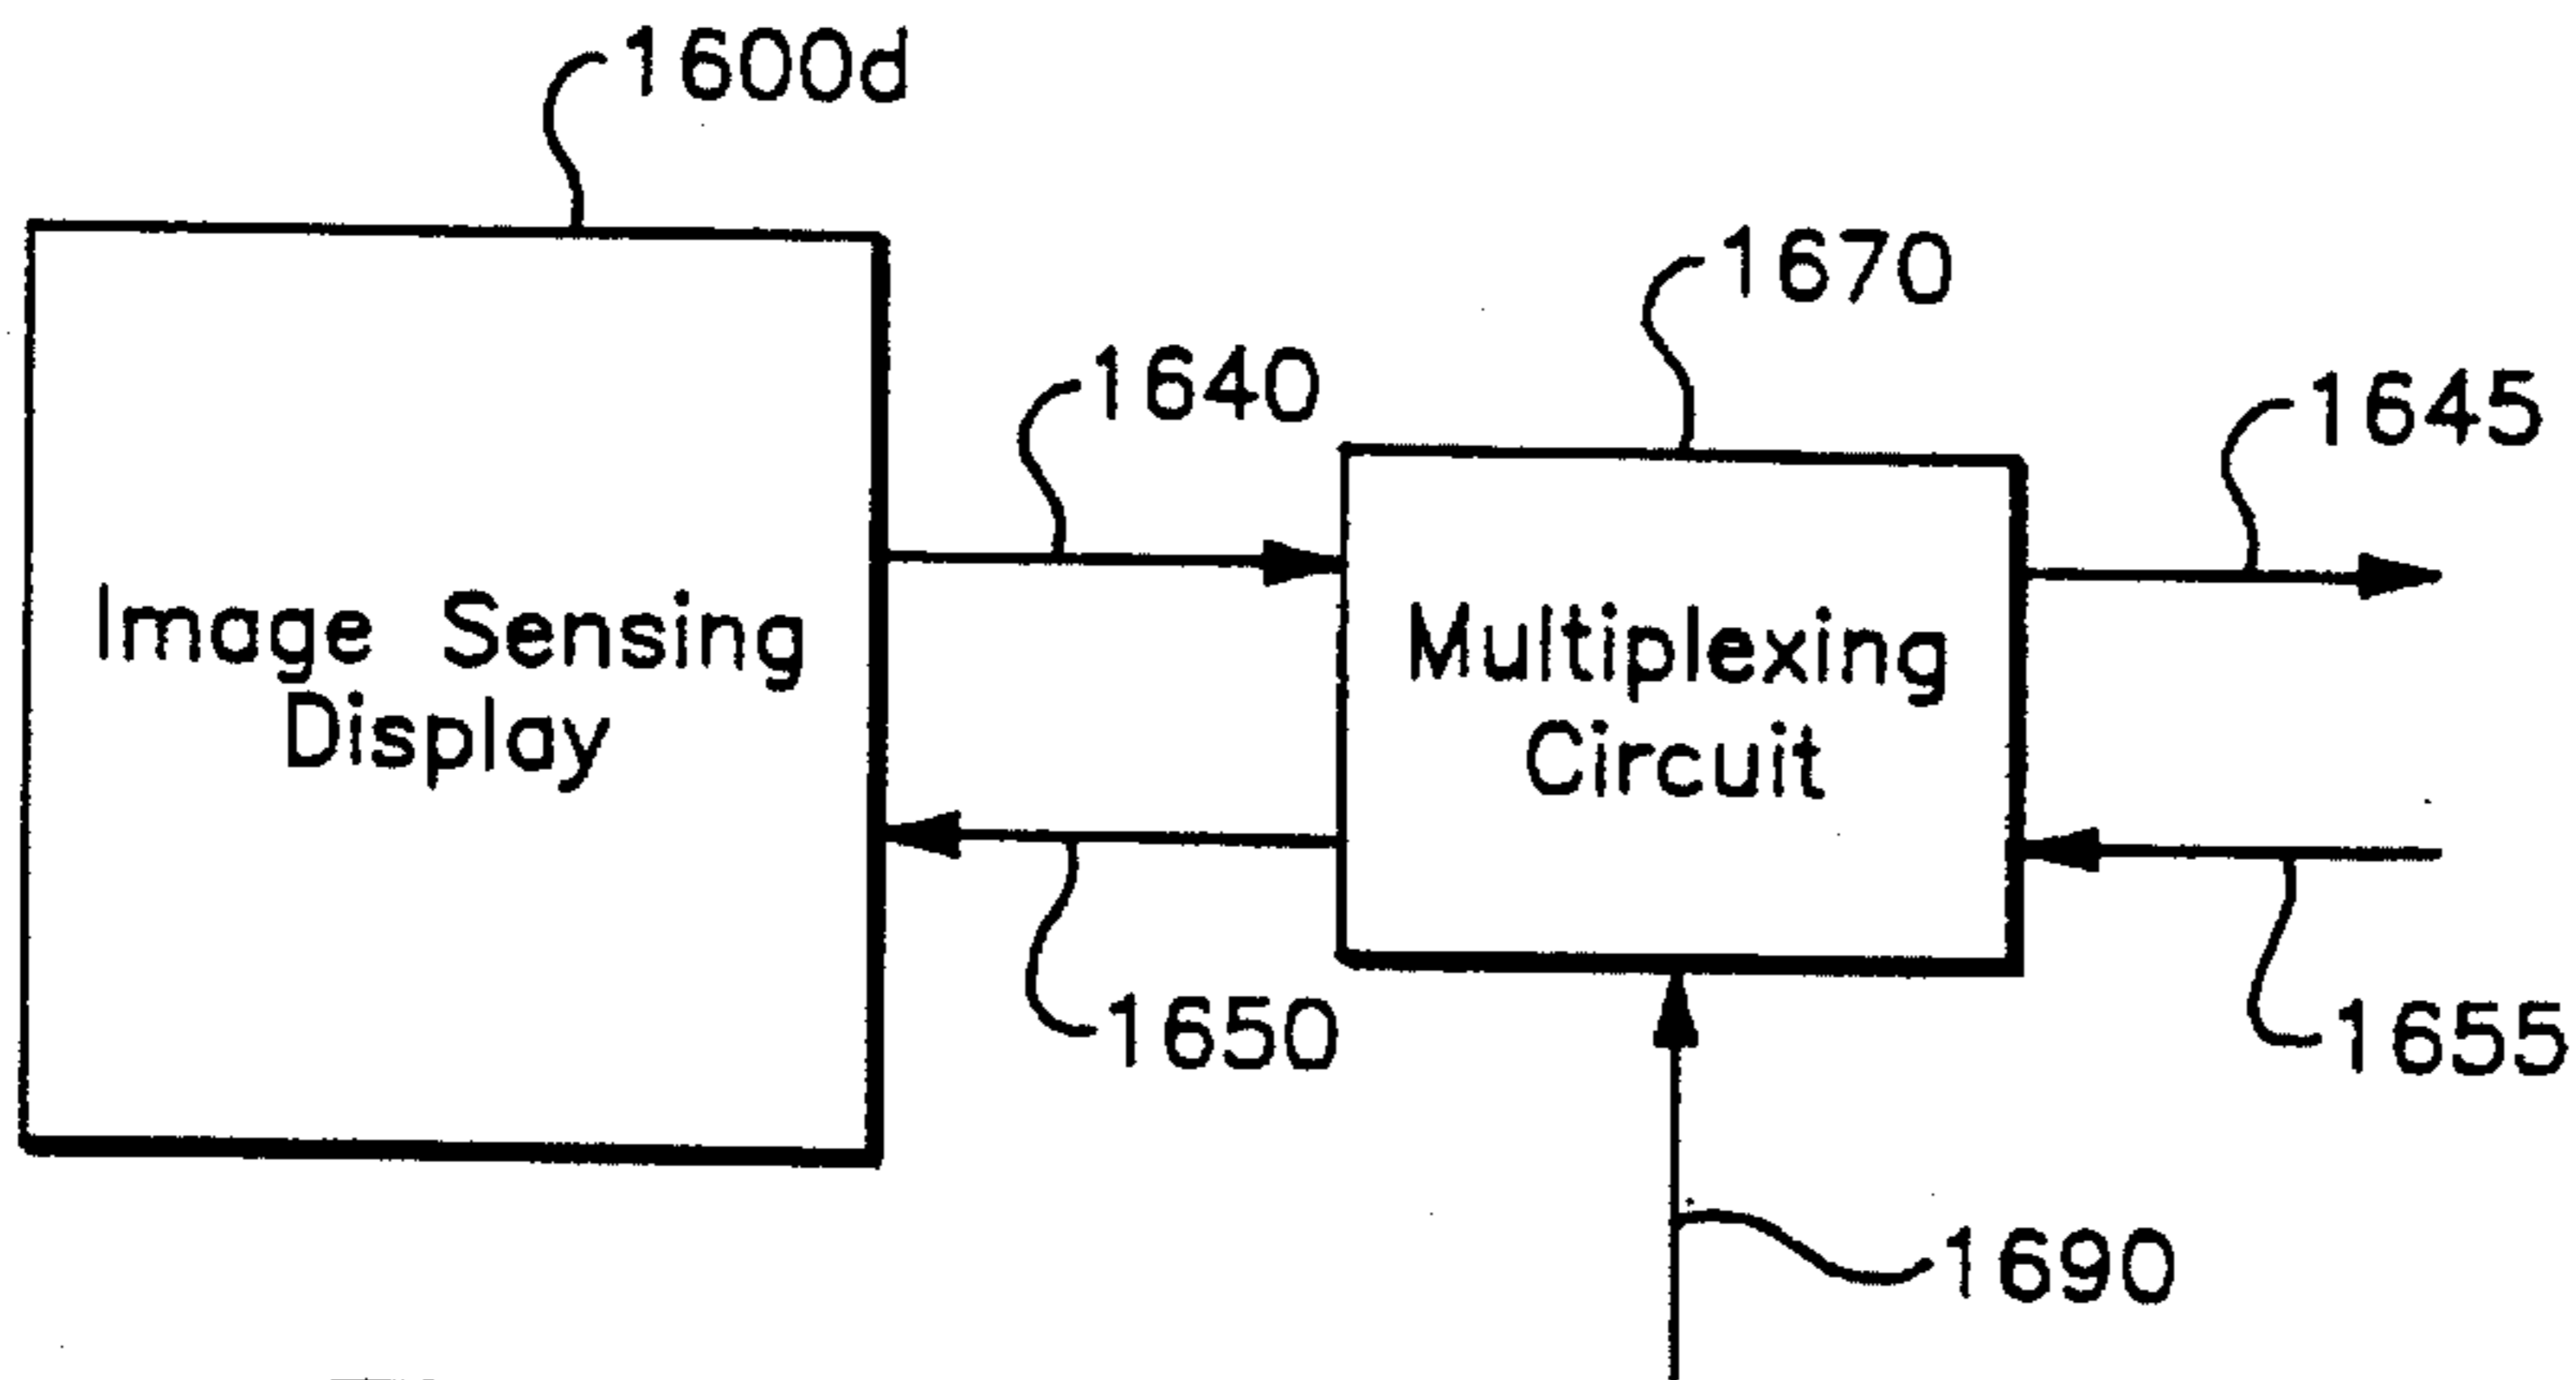 1600d
1670
1640
1645
Image Sensing
Display
Multiplexing
Circuit
1650
1655
1690